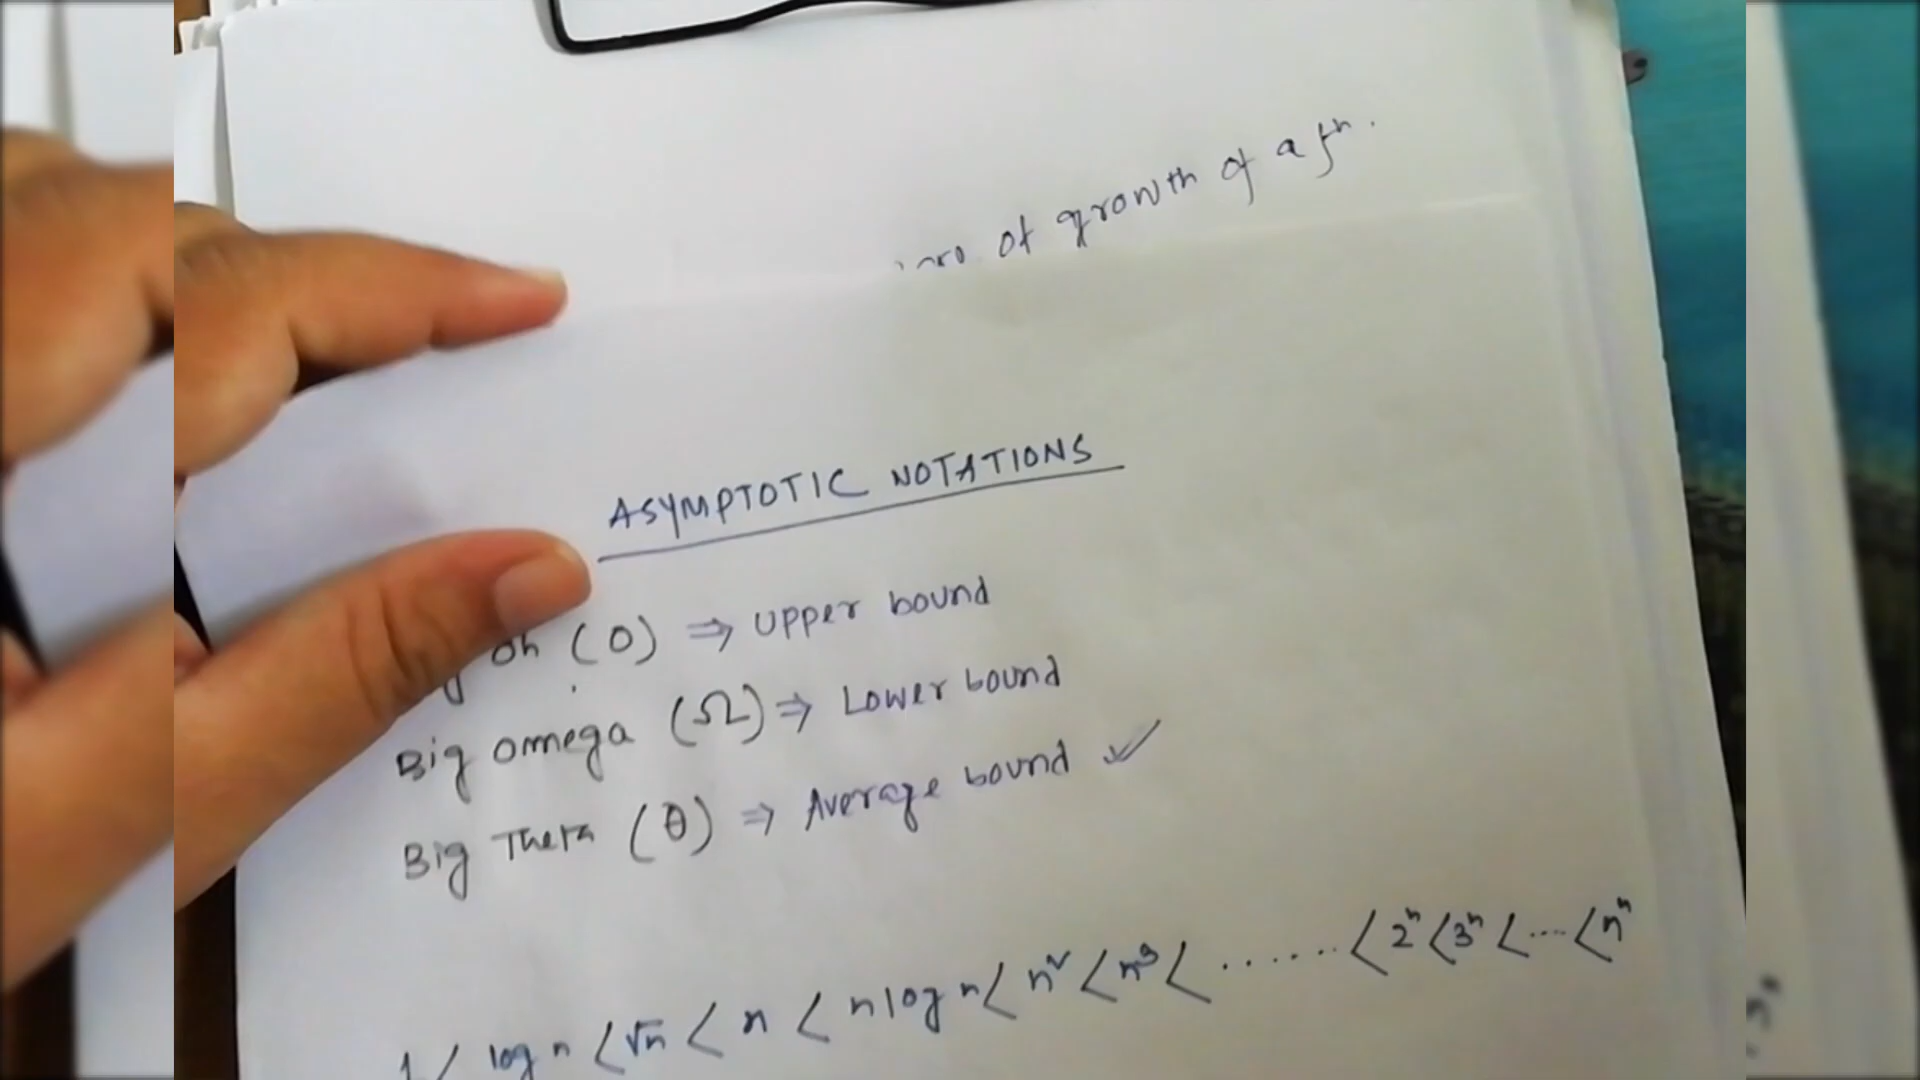 of growth of a fn.
ASYMPTOTIC NOTATIONS
oh (O) ⇒ Upper bound
Big omega (Ω) ⇒ Lower bound
Big Theta (θ) ⇒ Average bound ✓
1 < log n < √n < n < n log n < n² < n³ < ...... < 2ⁿ < 3ⁿ < .... < nⁿ